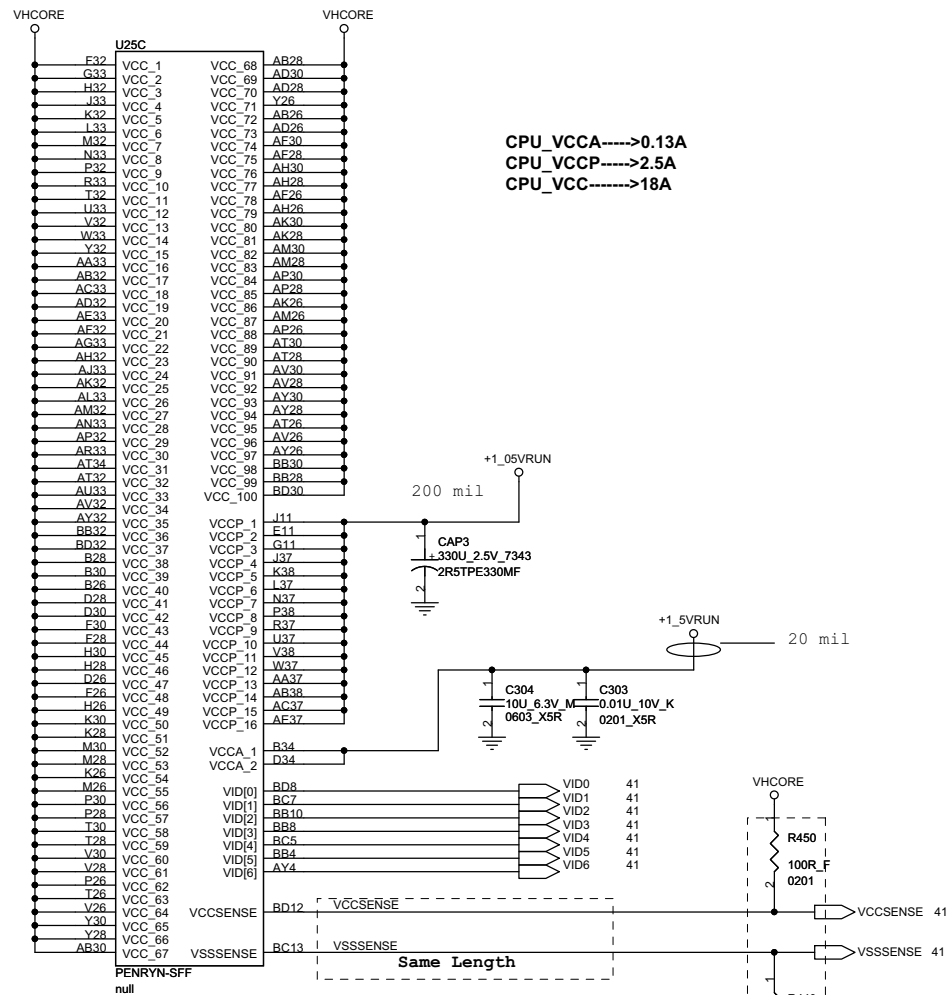 VHCORE VHCORE
U25C
F32 VCC_1 VCC_68 AB28
G33 VCC_2 VCC_69 AD30
H32 VCC_3 VCC_70 AD28
J33 VCC_4 VCC_71 Y26
K32 VCC_5 VCC_72 AB26
L33 VCC_6 VCC_73 AD26
M32 VCC_7 VCC_74 AF30
N33 VCC_8 VCC_75 AF28
P32 VCC_9 VCC_76 AH30
R33 VCC_10 VCC_77 AH28
T32 VCC_11 VCC_78 AF26
U33 VCC_12 VCC_79 AH26
V32 VCC_13 VCC_80 AK30
W33 VCC_14 VCC_81 AK28
Y32 VCC_15 VCC_82 AM30
AA33 VCC_16 VCC_83 AM28
AB32 VCC_17 VCC_84 AP30
AC33 VCC_18 VCC_85 AP28
AD32 VCC_19 VCC_86 AK26
AE33 VCC_20 VCC_87 AM26
AF32 VCC_21 VCC_88 AP26
AG33 VCC_22 VCC_89 AT30
AH32 VCC_23 VCC_90 AT28
AJ33 VCC_24 VCC_91 AV30
AK32 VCC_25 VCC_92 AV28
AL33 VCC_26 VCC_93 AY30
AM32 VCC_27 VCC_94 AY28
AN33 VCC_28 VCC_95 AT26
AP32 VCC_29 VCC_96 AV26
AR33 VCC_30 VCC_97 AY26
AT34 VCC_31 VCC_98 BB30
AT32 VCC_32 VCC_99 BB28
AU33 VCC_33 VCC_100 BD30
AV32 VCC_34
AY32 VCC_35 VCCP_1 J11
BB32 VCC_36 VCCP_2 E11
BD32 VCC_37 VCCP_3 G11
B28 VCC_38 VCCP_4 J37
B30 VCC_39 VCCP_5 K38
B26 VCC_40 VCCP_6 L37
D28 VCC_41 VCCP_7 N37
D30 VCC_42 VCCP_8 P38
F30 VCC_43 VCCP_9 R37
F28 VCC_44 VCCP_10 U37
H30 VCC_45 VCCP_11 V38
H28 VCC_46 VCCP_12 W37
D26 VCC_47 VCCP_13 AA37
F26 VCC_48 VCCP_14 AB38
H26 VCC_49 VCCP_15 AC37
K30 VCC_50 VCCP_16 AE37
K28 VCC_51
M30 VCC_52 VCCA_1 B34
M28 VCC_53 VCCA_2 D34
K26 VCC_54
M26 VCC_55 VID[0] BD8 VID0 41
P30 VCC_56 VID[1] BC7 VID1 41
P28 VCC_57 VID[2] BB10 VID2 41
T30 VCC_58 VID[3] BB8 VID3 41
T28 VCC_59 VID[4] BC5 VID4 41
V30 VCC_60 VID[5] BB4 VID5 41
V28 VCC_61 VID[6] AY4 VID6 41
P26 VCC_62
T26 VCC_63
V26 VCC_64 VCCSENSE BD12 VCCSENSE VCCSENSE 41
Y30 VCC_65
Y28 VCC_66
AB30 VCC_67 VSSSENSE BC13 VSSSENSE VSSSENSE 41
Same Length
PENRYN-SFF
null
CPU_VCCA----->0.13A
CPU_VCCP----->2.5A
CPU_VCC------->18A
+1_05VRUN
200 mil
1
CAP3
+
330U_2.5V_7343
2R5TPE330MF
2
+1_5VRUN
20 mil
1
C304
10U_6.3V_M
0603_X5R
2
1
C303
0.01U_10V_K
0201_X5R
2
VHCORE
1
R450
100R_F
0201
2
1